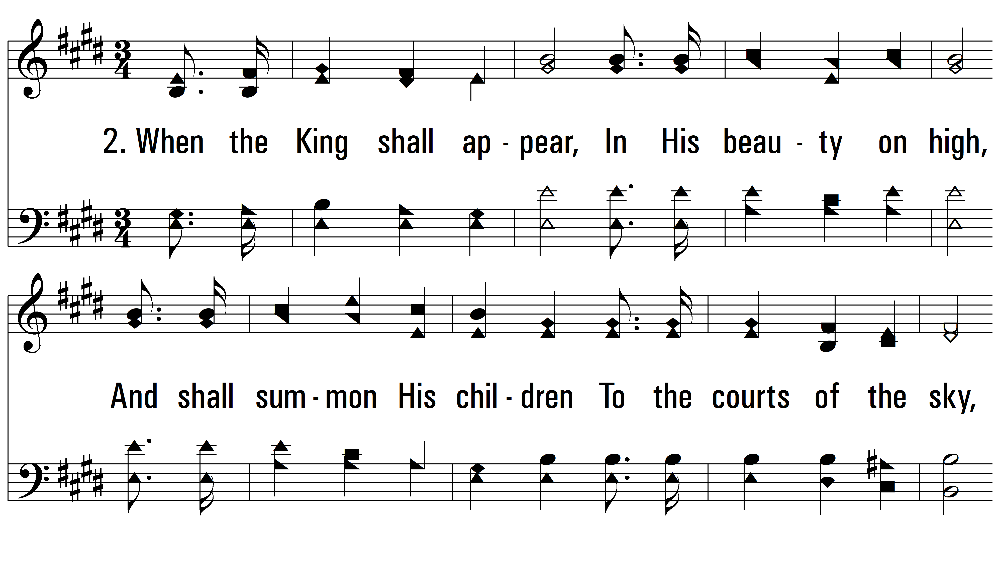 2. When the King shall ap - pear, In His beau - ty on high,
And shall sum - mon His chil - dren To the courts of the sky,